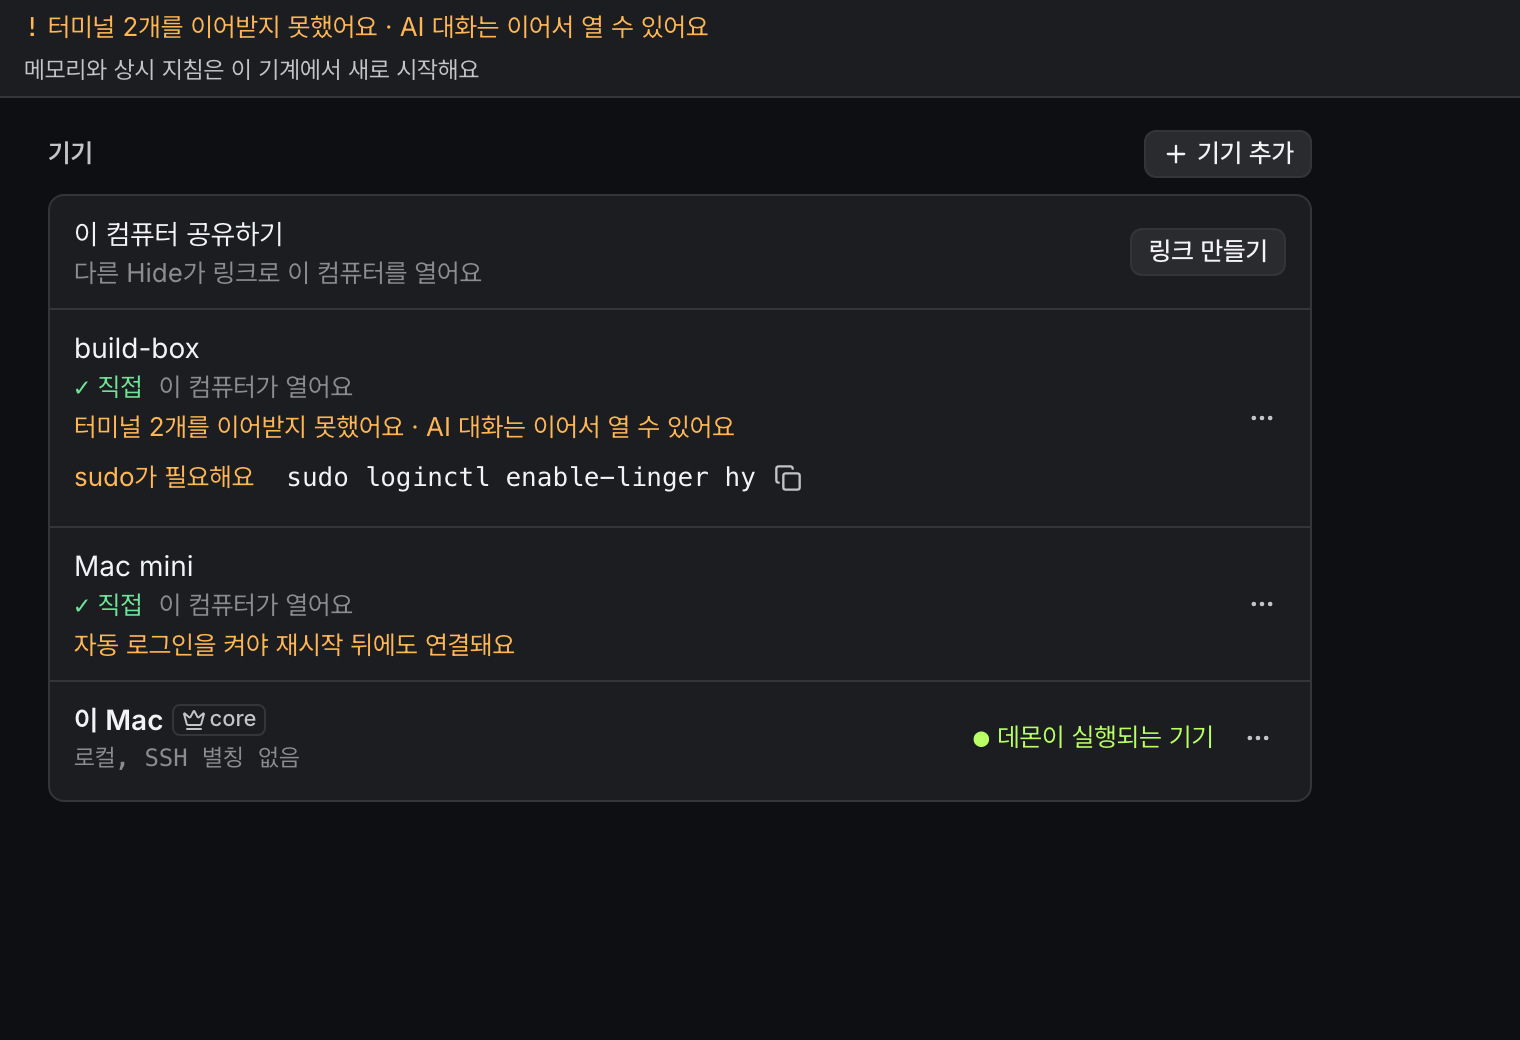 ! 터미널 2개를 이어받지 못했어요 · AI 대화는 이어서 열 수 있어요
메모리와 상시 지침은 이 기계에서 새로 시작해요
기기
+ 기기 추가
이 컴퓨터 공유하기
다른 Hide가 링크로 이 컴퓨터를 열어요
링크 만들기
build-box
✓ 직접 이 컴퓨터가 열어요
터미널 2개를 이어받지 못했어요 · AI 대화는 이어서 열 수 있어요
sudo가 필요해요 sudo loginctl enable-linger hy
Mac mini
✓ 직접 이 컴퓨터가 열어요
자동 로그인을 켜야 재시작 뒤에도 연결돼요
이 Mac core
로컬, SSH 별칭 없음
데몬이 실행되는 기기